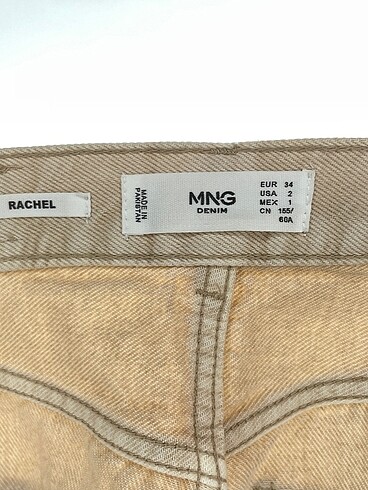 RACHEL
MADE IN
PAKISTAN
MNG
DENIM
EUR 34
USA 2
MEX 1
CN 155/
60A